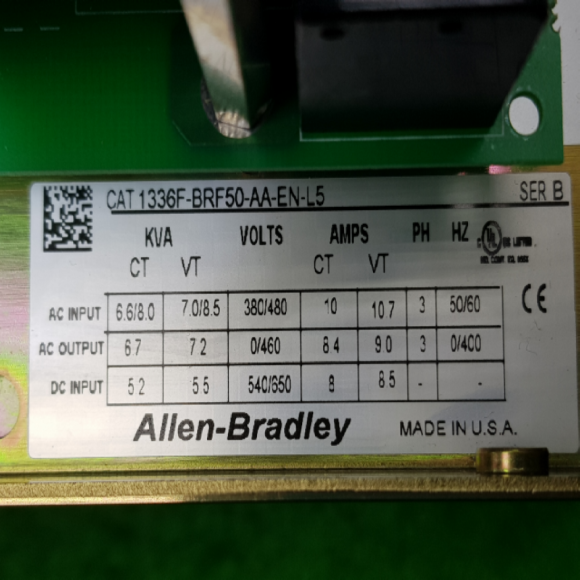 CAT 1336F-BRF50-AA-EN-L5 SER B
KVA VOLTS AMPS PH HZ UL LISTED
CT VT CT VT
AC INPUT 6.6/8.0 7.0/8.5 380/480 10 10.7 3 50/60 CE
AC OUTPUT 6.7 7.2 0/460 8.4 9.0 3 0/400
DC INPUT 5.2 5.5 540/650 8 8.5 - -
Allen-Bradley MADE IN U.S.A.